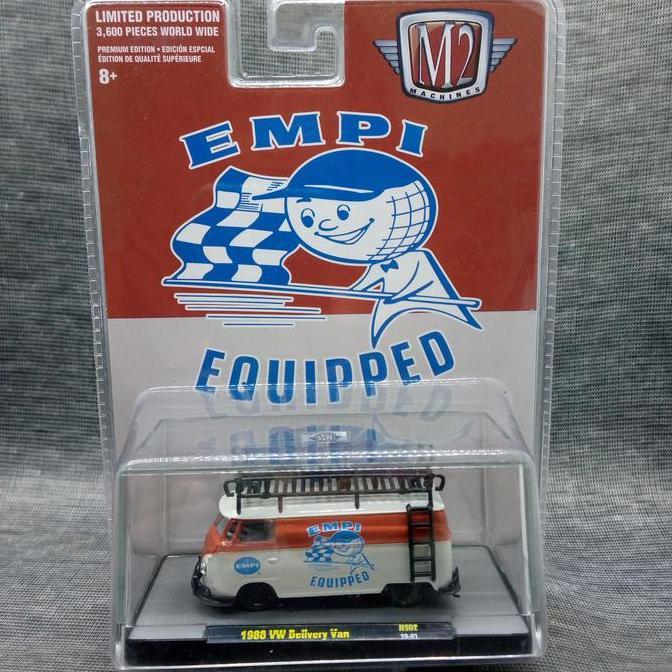 LIMITED PRODUCTION
3,600 PIECES WORLD WIDE
PREMIUM EDITION • EDICIÓN ESPCIAL
ÉDITION DE QUALITÉ SUPÉRIEURE
8+
M2
MACHINES
EMPI
EQUIPPED
EMPI
EMPI
EQUIPPED
1960 VW Delivery Van
HS02